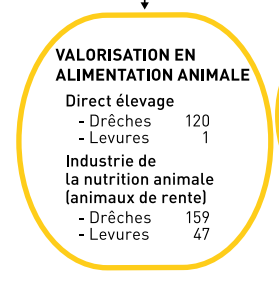 VALORISATION EN
ALIMENTATION ANIMALE
Direct élevage
- Drêches 120
- Levures 1
Industrie de
la nutrition animale
(animaux de rente)
- Drêches 159
- Levures 47